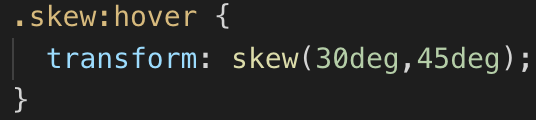 .skew:hover {
  transform: skew(30deg,45deg);
}